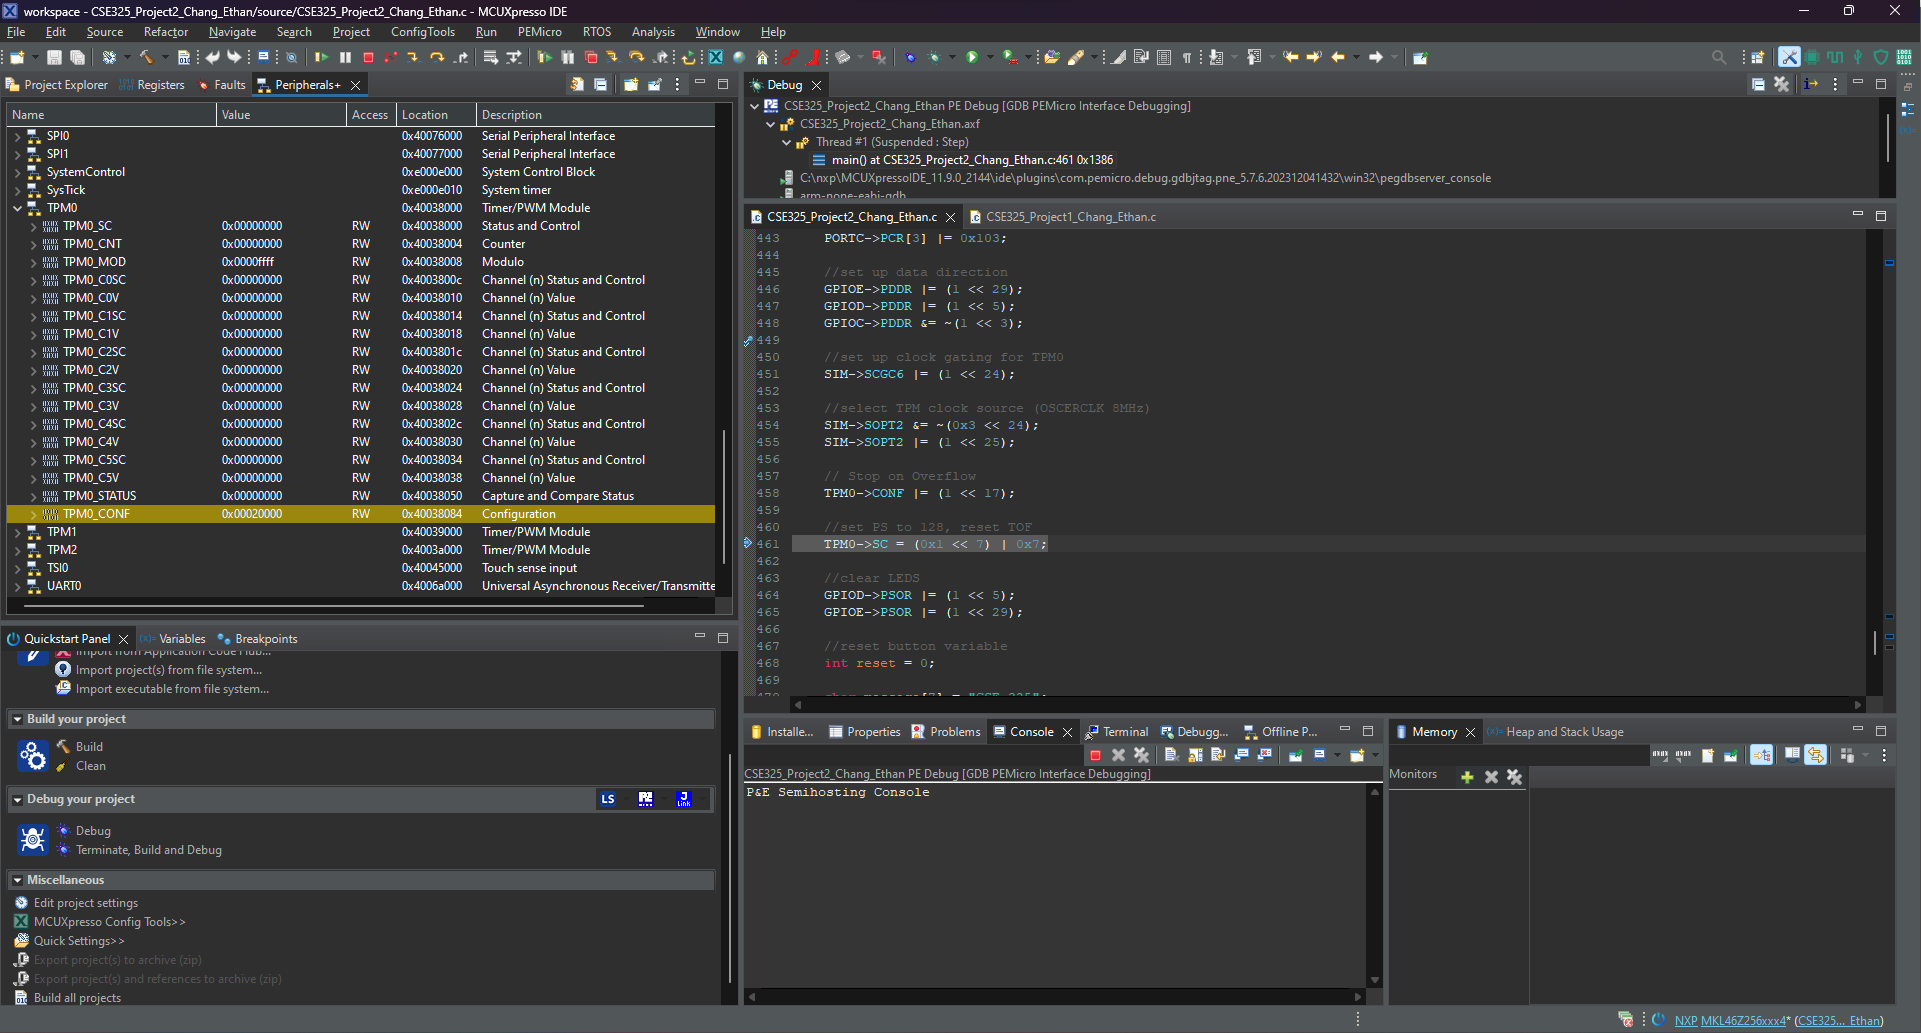 workspace - CSE325_Project2_Chang_Ethan/source/CSE325_Project2_Chang_Ethan.c - MCUXpresso IDE
File Edit Source Refactor Navigate Search Project ConfigTools Run PEMicro RTOS Analysis Window Help
Project Explorer Registers Faults Peripherals+
Name Value Access Location Description
SPI0 0x40076000 Serial Peripheral Interface
SPI1 0x40077000 Serial Peripheral Interface
SystemControl 0xe000e000 System Control Block
SysTick 0xe000e010 System timer
TPM0 0x40038000 Timer/PWM Module
TPM0_SC 0x00000000 RW 0x40038000 Status and Control
TPM0_CNT 0x00000000 RW 0x40038004 Counter
TPM0_MOD 0x0000ffff RW 0x40038008 Modulo
TPM0_C0SC 0x00000000 RW 0x4003800c Channel (n) Status and Control
TPM0_C0V 0x00000000 RW 0x40038010 Channel (n) Value
TPM0_C1SC 0x00000000 RW 0x40038014 Channel (n) Status and Control
TPM0_C1V 0x00000000 RW 0x40038018 Channel (n) Value
TPM0_C2SC 0x00000000 RW 0x4003801c Channel (n) Status and Control
TPM0_C2V 0x00000000 RW 0x40038020 Channel (n) Value
TPM0_C3SC 0x00000000 RW 0x40038024 Channel (n) Status and Control
TPM0_C3V 0x00000000 RW 0x40038028 Channel (n) Value
TPM0_C4SC 0x00000000 RW 0x4003802c Channel (n) Status and Control
TPM0_C4V 0x00000000 RW 0x40038030 Channel (n) Value
TPM0_C5SC 0x00000000 RW 0x40038034 Channel (n) Status and Control
TPM0_C5V 0x00000000 RW 0x40038038 Channel (n) Value
TPM0_STATUS 0x00000000 RW 0x40038050 Capture and Compare Status
TPM0_CONF 0x00020000 RW 0x40038084 Configuration
TPM1 0x40039000 Timer/PWM Module
TPM2 0x4003a000 Timer/PWM Module
TSI0 0x40045000 Touch sense input
UART0 0x4006a000 Universal Asynchronous Receiver/Transmitte
Quickstart Panel Variables Breakpoints
Import from Application Code Hub...
Import project(s) from file system...
Import executable from file system...
Build your project
Build
Clean
Debug your project
LS
J Link
Debug
Terminate, Build and Debug
Miscellaneous
Edit project settings
MCUXpresso Config Tools>>
Quick Settings>>
Export project(s) to archive (zip)
Export project(s) and references to archive (zip)
Build all projects
Debug
CSE325_Project2_Chang_Ethan PE Debug [GDB PEMicro Interface Debugging]
CSE325_Project2_Chang_Ethan.axf
Thread #1 (Suspended : Step)
main() at CSE325_Project2_Chang_Ethan.c:461 0x1386
C:\nxp\MCUXpressoIDE_11.9.0_2144\ide\plugins\com.pemicro.debug.gdbjtag.pne_5.7.6.202312041432\win32\pegdbserver_console
arm-none-eabi-gdb
CSE325_Project2_Chang_Ethan.c CSE325_Project1_Chang_Ethan.c
443 PORTC->PCR[3] |= 0x103;
444
445 //set up data direction
446 GPIOE->PDDR |= (1 << 29);
447 GPIOD->PDDR |= (1 << 5);
448 GPIOC->PDDR &= ~(1 << 3);
449
450 //set up clock gating for TPM0
451 SIM->SCGC6 |= (1 << 24);
452
453 //select TPM clock source (OSCERCLK 8MHz)
454 SIM->SOPT2 &= ~(0x3 << 24);
455 SIM->SOPT2 |= (1 << 25);
456
457 // Stop on Overflow
458 TPM0->CONF |= (1 << 17);
459
460 //set PS to 128, reset TOF
461 TPM0->SC = (0x1 << 7) | 0x7;
462
463 //clear LEDS
464 GPIOD->PSOR |= (1 << 5);
465 GPIOE->PSOR |= (1 << 29);
466
467 //reset button variable
468 int reset = 0;
469
Installe... Properties Problems Console Terminal Debugg... Offline P...
CSE325_Project2_Chang_Ethan PE Debug [GDB PEMicro Interface Debugging]
P&E Semihosting Console
Memory Heap and Stack Usage
Monitors
NXP MKL46Z256xxx4* (CSE325... Ethan)